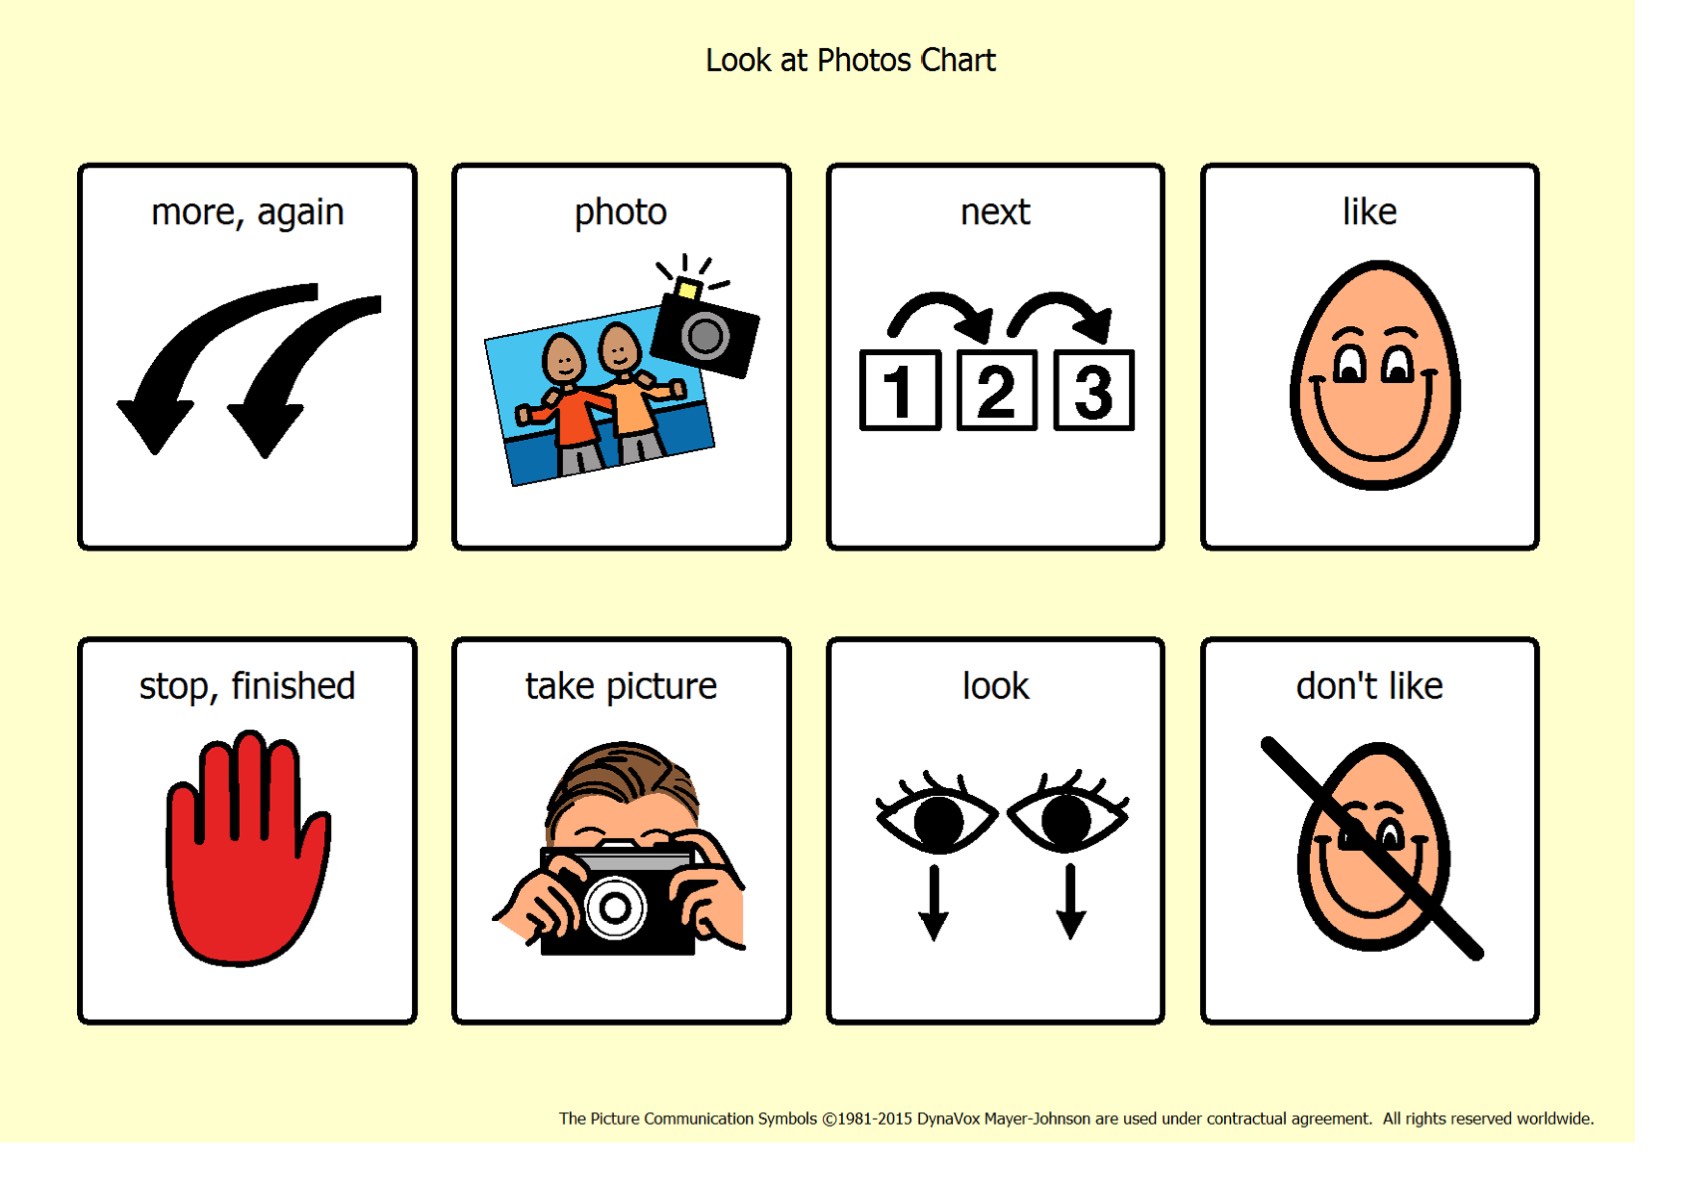 Look at Photos Chart
more, again
photo
next
like
1 2 3
stop, finished
take picture
look
don't like
The Picture Communication Symbols ©1981-2015 DynaVox Mayer-Johnson are used under contractual agreement.  All rights reserved worldwide.